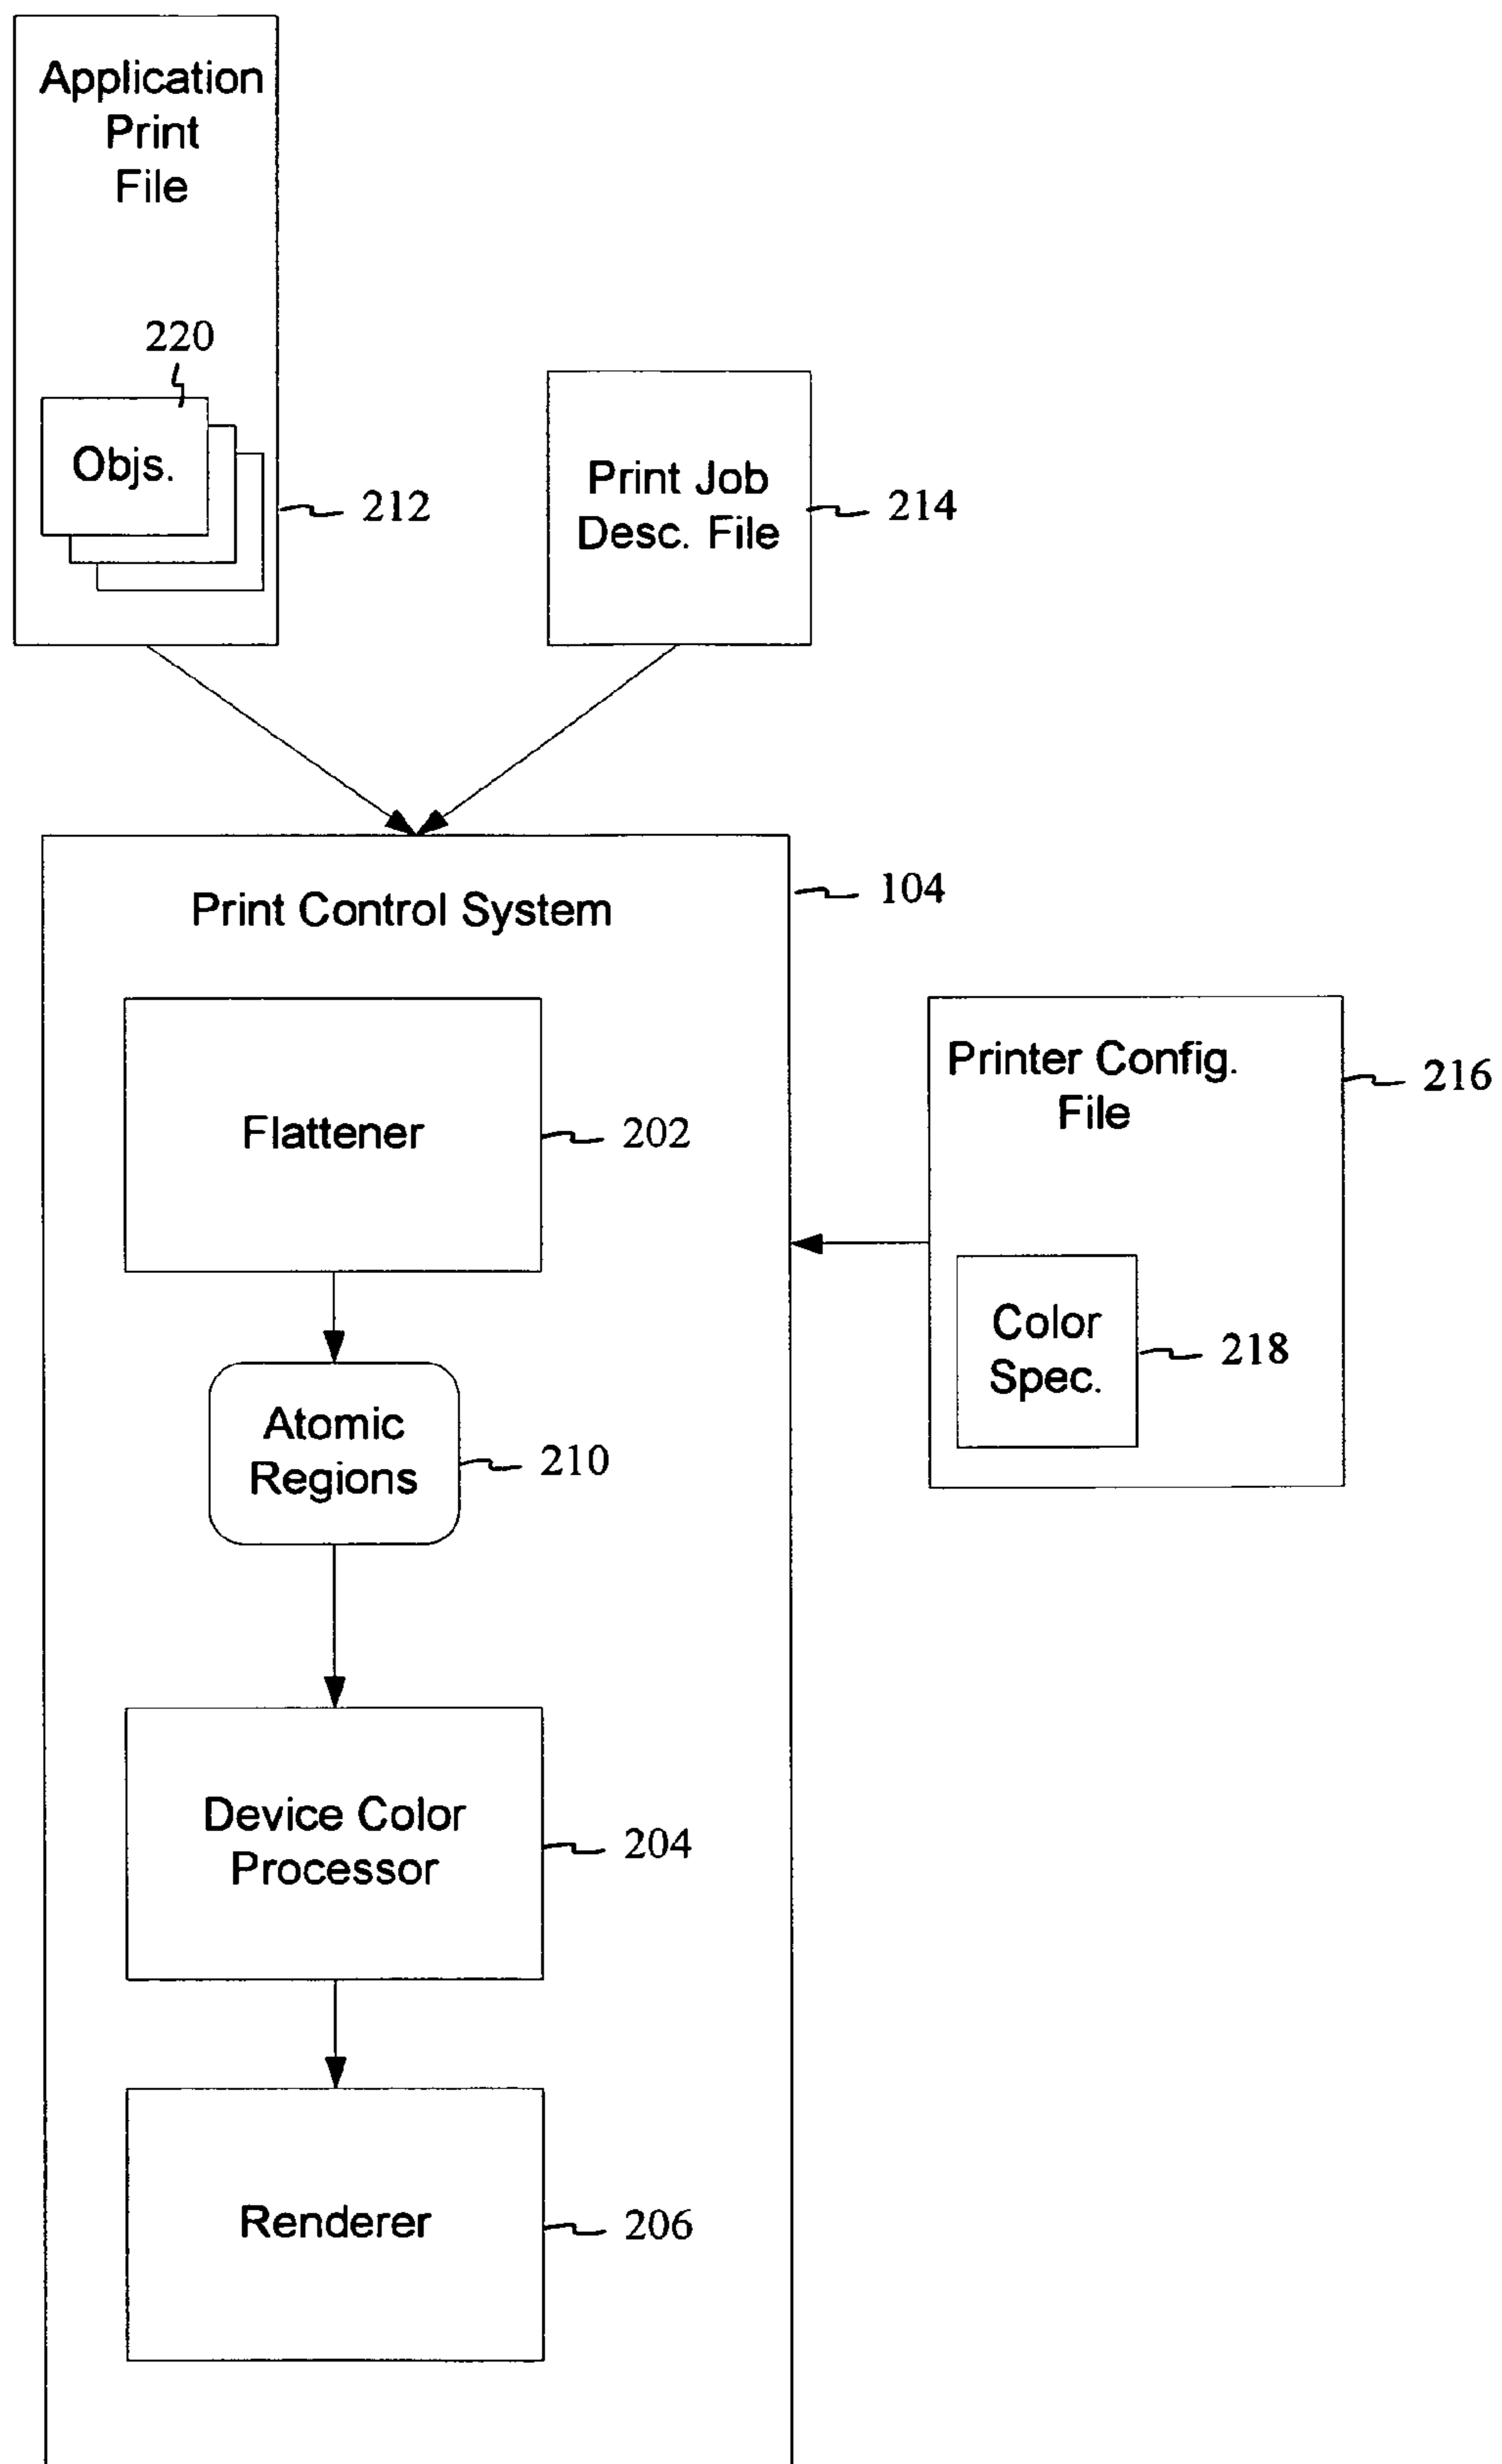 Application
Print
File
220
Objs.
212
Print Job
Desc. File
214
Print Control System
104
Flattener
202
Printer Config.
File
216
Color
Spec.
218
Atomic
Regions
210
Device Color
Processor
204
Renderer
206